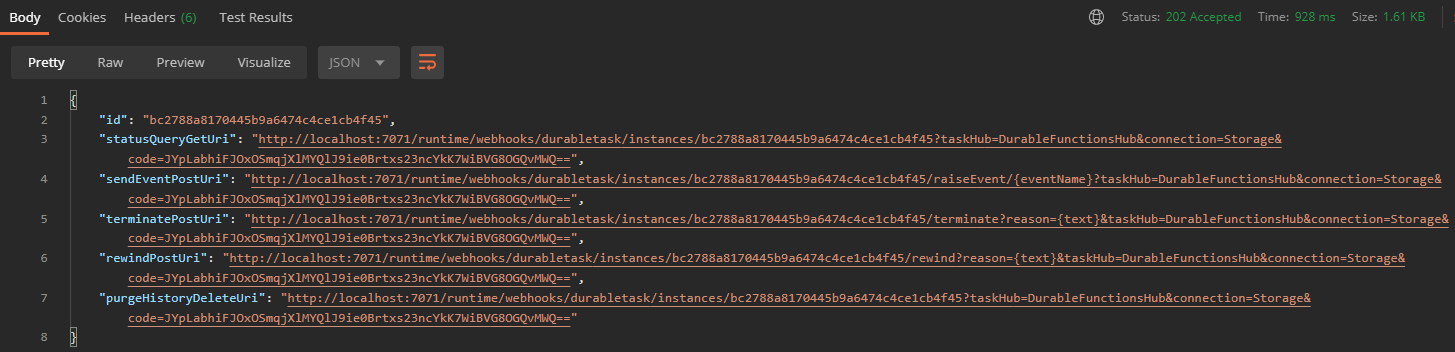 Body Cookies Headers (6) Test Results Status: 202 Accepted Time: 928 ms Size: 1.61 KB
Pretty Raw Preview Visualize JSON
1 {
2 "id": "bc2788a8170445b9a6474c4ce1cb4f45",
3 "statusQueryGetUri": "http://localhost:7071/runtime/webhooks/durabletask/instances/bc2788a8170445b9a6474c4ce1cb4f45?taskHub=DurableFunctionsHub&connection=Storage&
code=JYpLabhiFJOxOSmqjXlMYQlJ9ie0Brtxs23ncYkK7WiBVG8OGQvMWQ==",
4 "sendEventPostUri": "http://localhost:7071/runtime/webhooks/durabletask/instances/bc2788a8170445b9a6474c4ce1cb4f45/raiseEvent/{eventName}?taskHub=DurableFunctionsHub&connection=Storage&
code=JYpLabhiFJOxOSmqjXlMYQlJ9ie0Brtxs23ncYkK7WiBVG8OGQvMWQ==",
5 "terminatePostUri": "http://localhost:7071/runtime/webhooks/durabletask/instances/bc2788a8170445b9a6474c4ce1cb4f45/terminate?reason={text}&taskHub=DurableFunctionsHub&connection=Storage&
code=JYpLabhiFJOxOSmqjXlMYQlJ9ie0Brtxs23ncYkK7WiBVG8OGQvMWQ==",
6 "rewindPostUri": "http://localhost:7071/runtime/webhooks/durabletask/instances/bc2788a8170445b9a6474c4ce1cb4f45/rewind?reason={text}&taskHub=DurableFunctionsHub&connection=Storage&
code=JYpLabhiFJOxOSmqjXlMYQlJ9ie0Brtxs23ncYkK7WiBVG8OGQvMWQ==",
7 "purgeHistoryDeleteUri": "http://localhost:7071/runtime/webhooks/durabletask/instances/bc2788a8170445b9a6474c4ce1cb4f45?taskHub=DurableFunctionsHub&connection=Storage&
code=JYpLabhiFJOxOSmqjXlMYQlJ9ie0Brtxs23ncYkK7WiBVG8OGQvMWQ=="
8 }